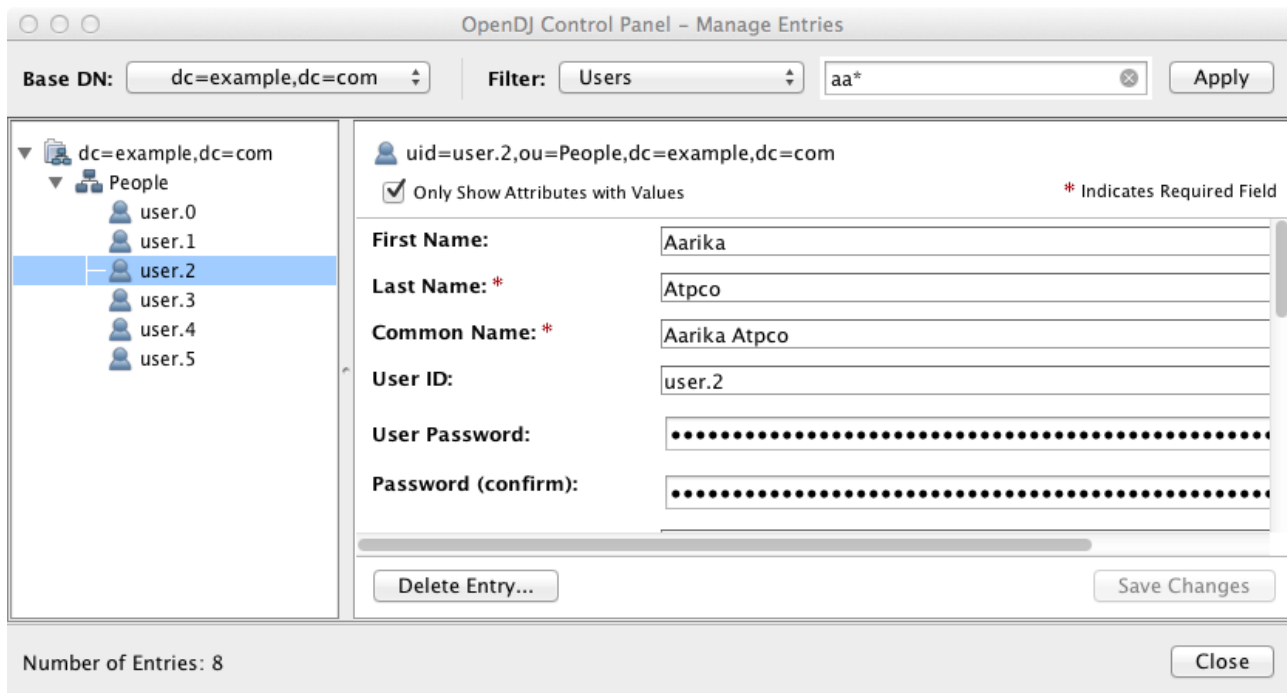 OpenDJ Control Panel – Manage Entries
Base DN: dc=example,dc=com Filter: Users aa* Apply
dc=example,dc=com
People
user.0
user.1
user.2
user.3
user.4
user.5
uid=user.2,ou=People,dc=example,dc=com
Only Show Attributes with Values * Indicates Required Field
First Name: Aarika
Last Name: * Atpco
Common Name: * Aarika Atpco
User ID: user.2
User Password:
Password (confirm):
Delete Entry... Save Changes
Number of Entries: 8 Close